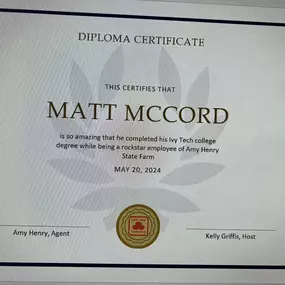 DIPLOMA CERTIFICATE
THIS CERTIFIES THAT
MATT MCCORD
is so amazing that he completed his Ivy Tech college
degree while being a rockstar employee of Amy Henry
State Farm
MAY 20, 2024
Amy Henry, Agent
Kelly Griffis, Host